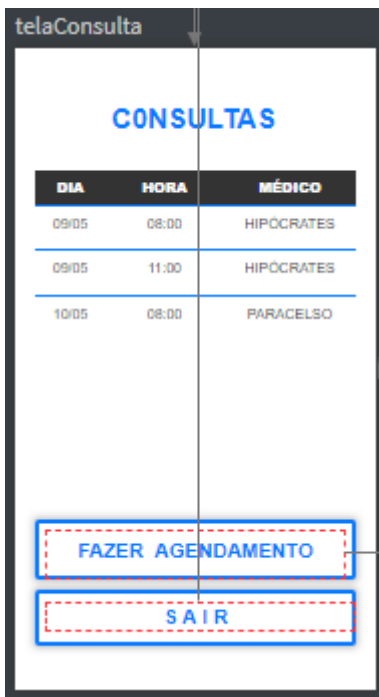 telaConsulta
C0NSULTAS
DIA HORA MÉDICO
09/05 08:00 HIPÓCRATES
09/05 11:00 HIPÓCRATES
10/05 08:00 PARACELSO
FAZER AGENDAMENTO
SAIR